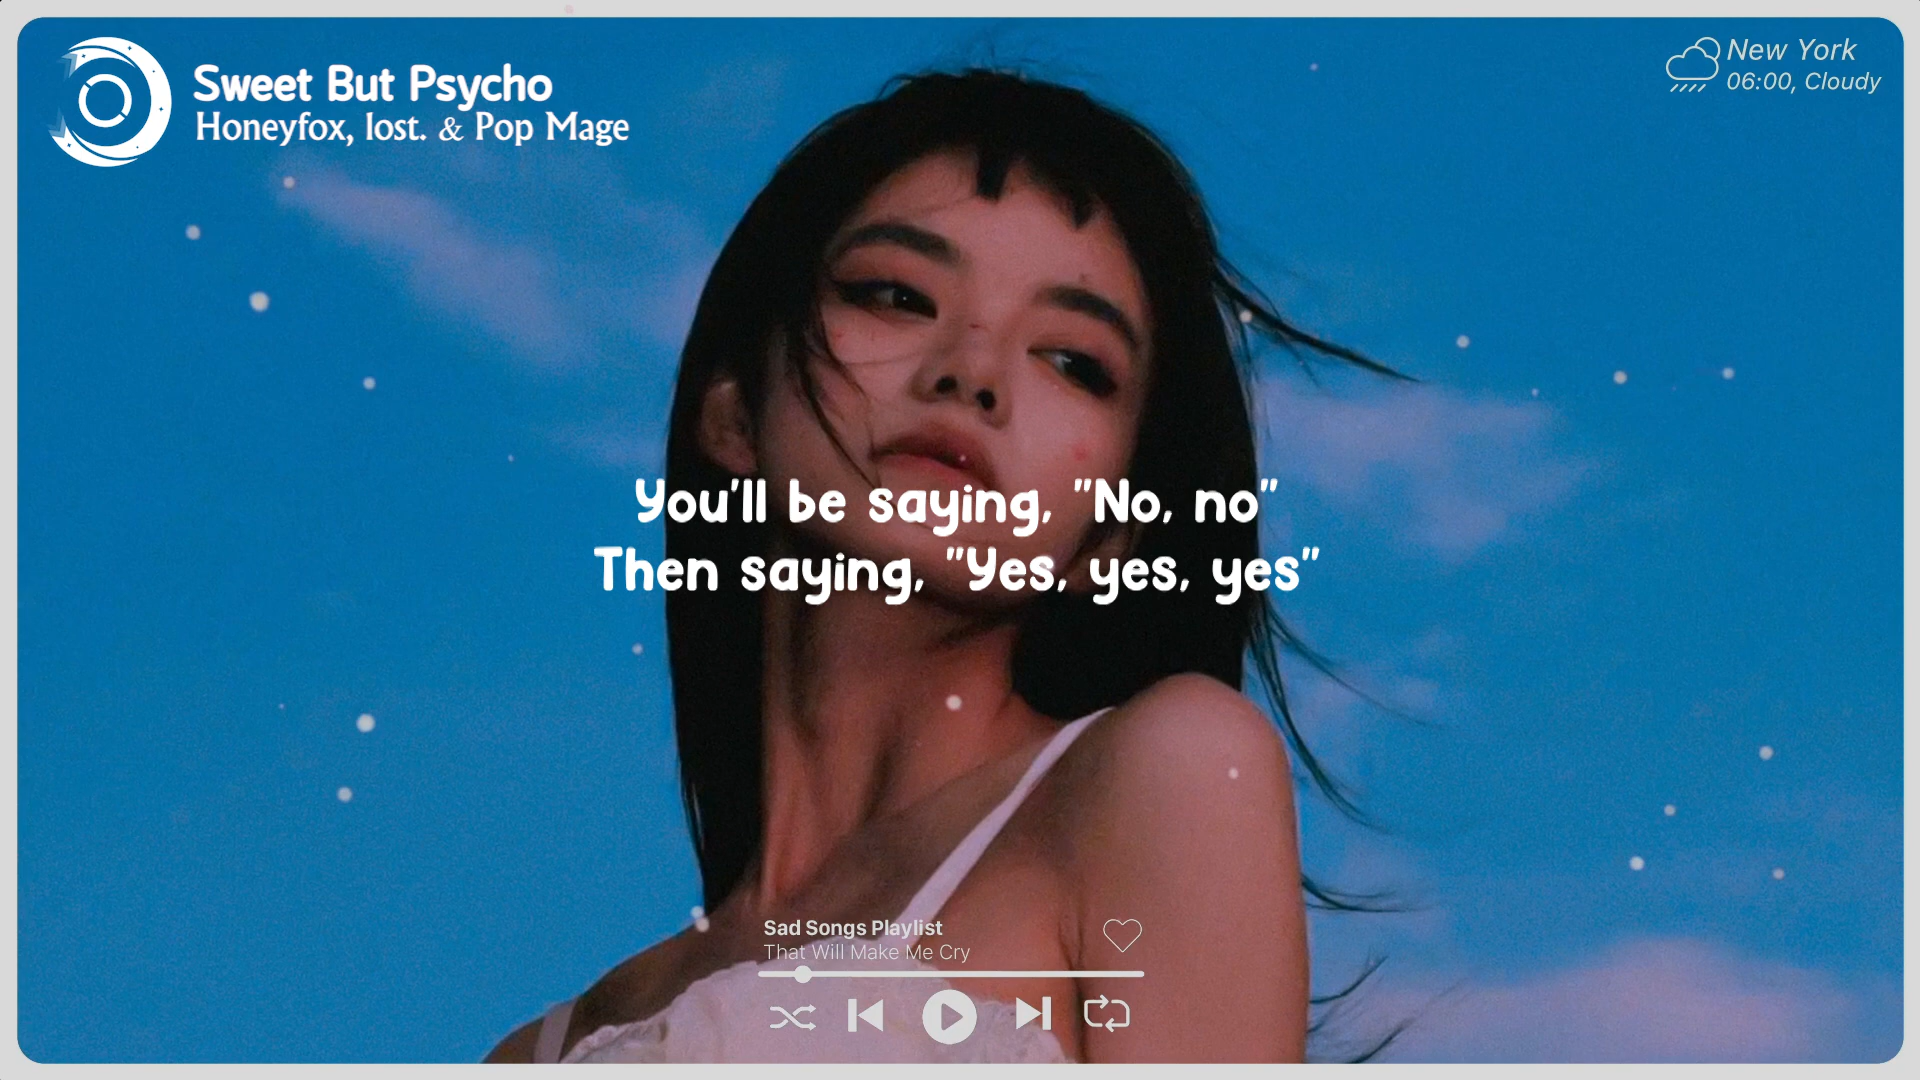 Sweet But Psycho
Honeyfox, lost. & Pop Mage
New York
06:00, Cloudy
You'll be saying, "No, no"
Then saying, "Yes, yes, yes"
Sad Songs Playlist
That Will Make Me Cry